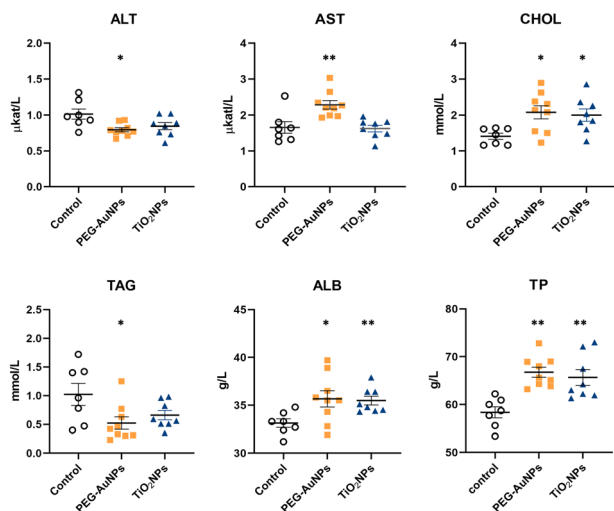 ALT
*
2.0
1.5
1.0
0.5
0.0
µkat/L
Control
PEG-AuNPs
TiO₂NPs
AST
**
6
4
2
0
µkatl/L
Control
PEG-AuNPs
TiO₂NPs
CHOL
* *
4
3
2
1
0
mmol/L
Control
PEG-AuNPs
TiO₂NPs
TAG
*
2.5
2.0
1.5
1.0
0.5
0.0
mmol/L
Control
PEG-AuNPs
TiO₂NPs
ALB
* **
45
40
35
30
g/L
Control
PEG-AuNPs
TiO₂NPs
TP
** **
80
70
60
50
g/L
control
PEG-AuNPs
TiO₂NPs